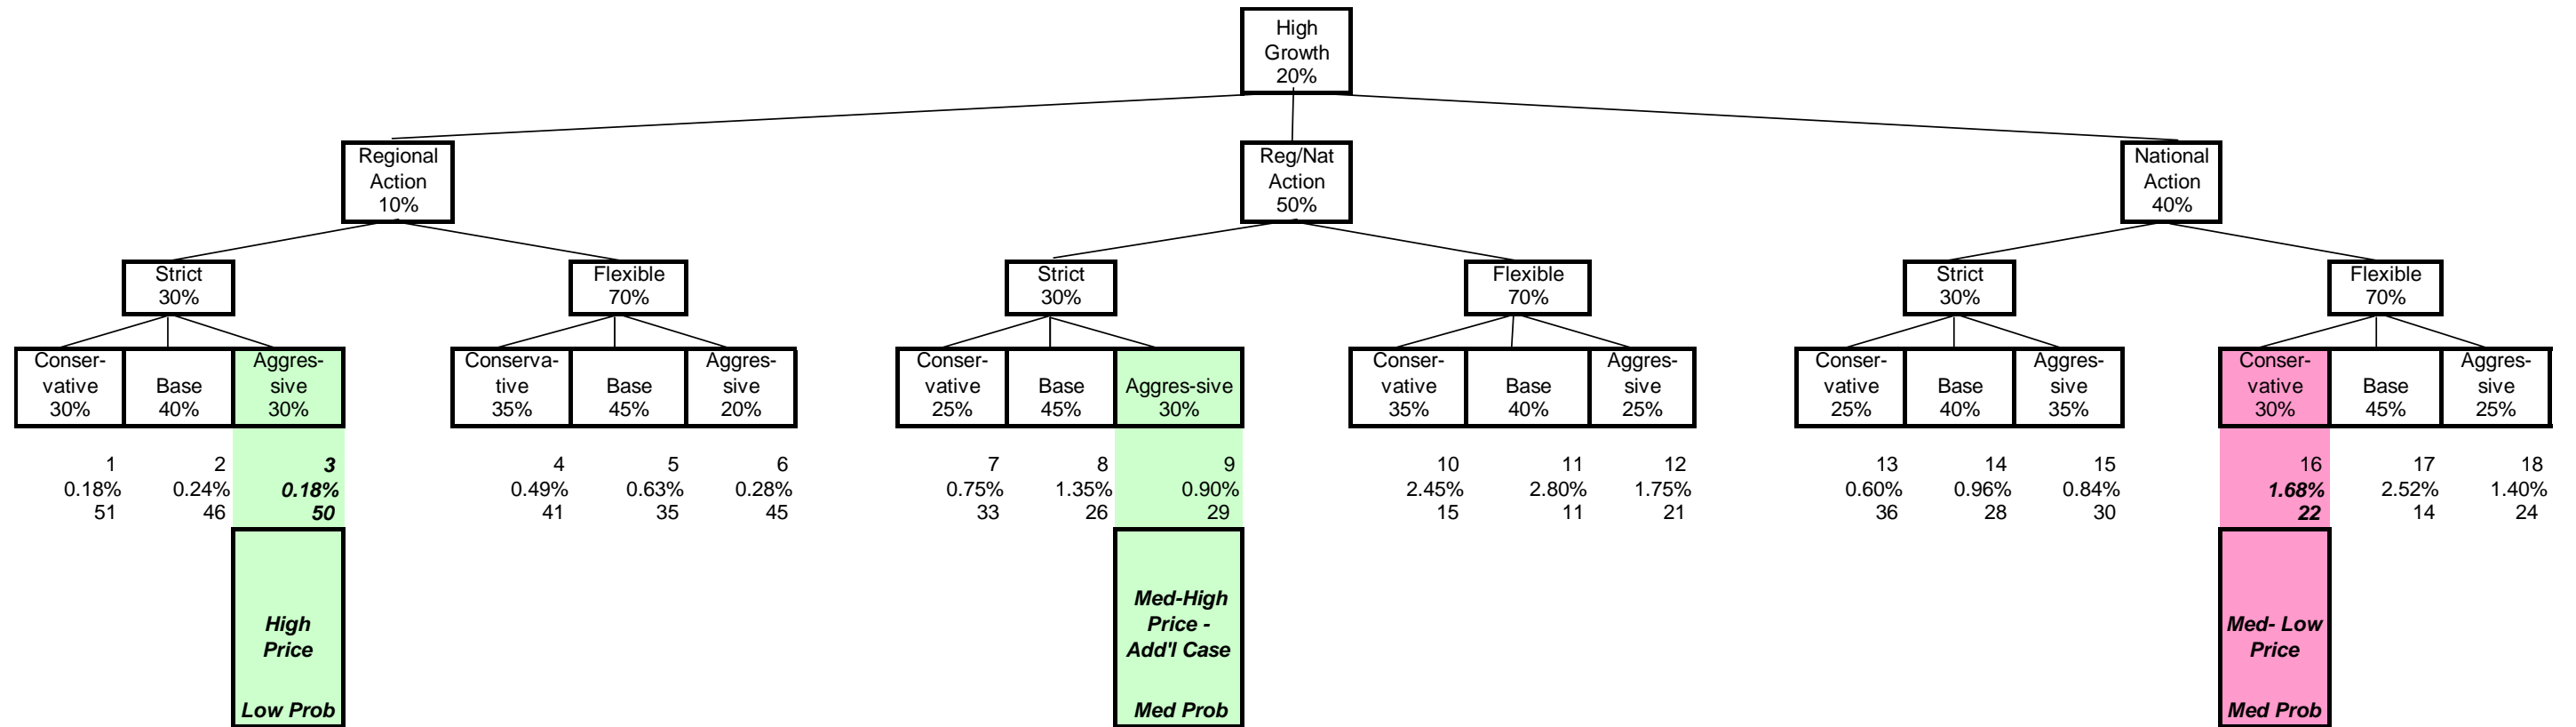 High
Growth
20%
Regional
Action
10%
Reg/Nat
Action
50%
National
Action
40%
Strict
30%
Flexible
70%
Strict
30%
Flexible
70%
Strict
30%
Flexible
70%
Conser-
vative
30%
Base
40%
Aggres-
sive
30%
Conserva-
tive
35%
Base
45%
Aggres-
sive
20%
Conser-
vative
25%
Base
45%
Aggres-sive
30%
Conser-
vative
35%
Base
40%
Aggres-
sive
25%
Conser-
vative
25%
Base
40%
Aggres-
sive
35%
Conser-
vative
30%
Base
45%
Aggres-
sive
25%
1 2 3 4 5 6 7 8 9 10 11 12 13 14 15 16 17 18
0.18% 0.24% 0.18% 0.49% 0.63% 0.28% 0.75% 1.35% 0.90% 2.45% 2.80% 1.75% 0.60% 0.96% 0.84% 1.68% 2.52% 1.40%
51 46 50 41 35 45 33 26 29 15 11 21 36 28 30 22 14 24
High
Price
Low Prob
Med-High
Price -
Add'l Case
Med Prob
Med- Low
Price
Med Prob